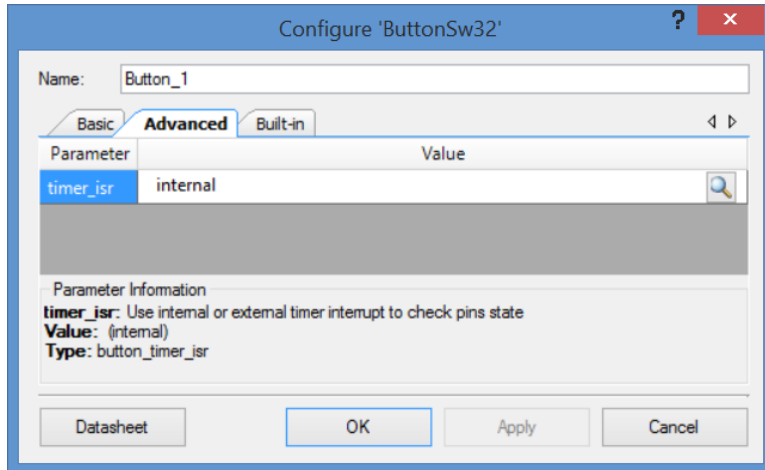 Configure 'ButtonSw32'
?
×
Name: Button_1
Basic Advanced Built-in
Parameter Value
timer_isr internal
Parameter Information
timer_isr: Use internal or external timer interrupt to check pins state
Value: (internal)
Type: button_timer_isr
Datasheet OK Apply Cancel